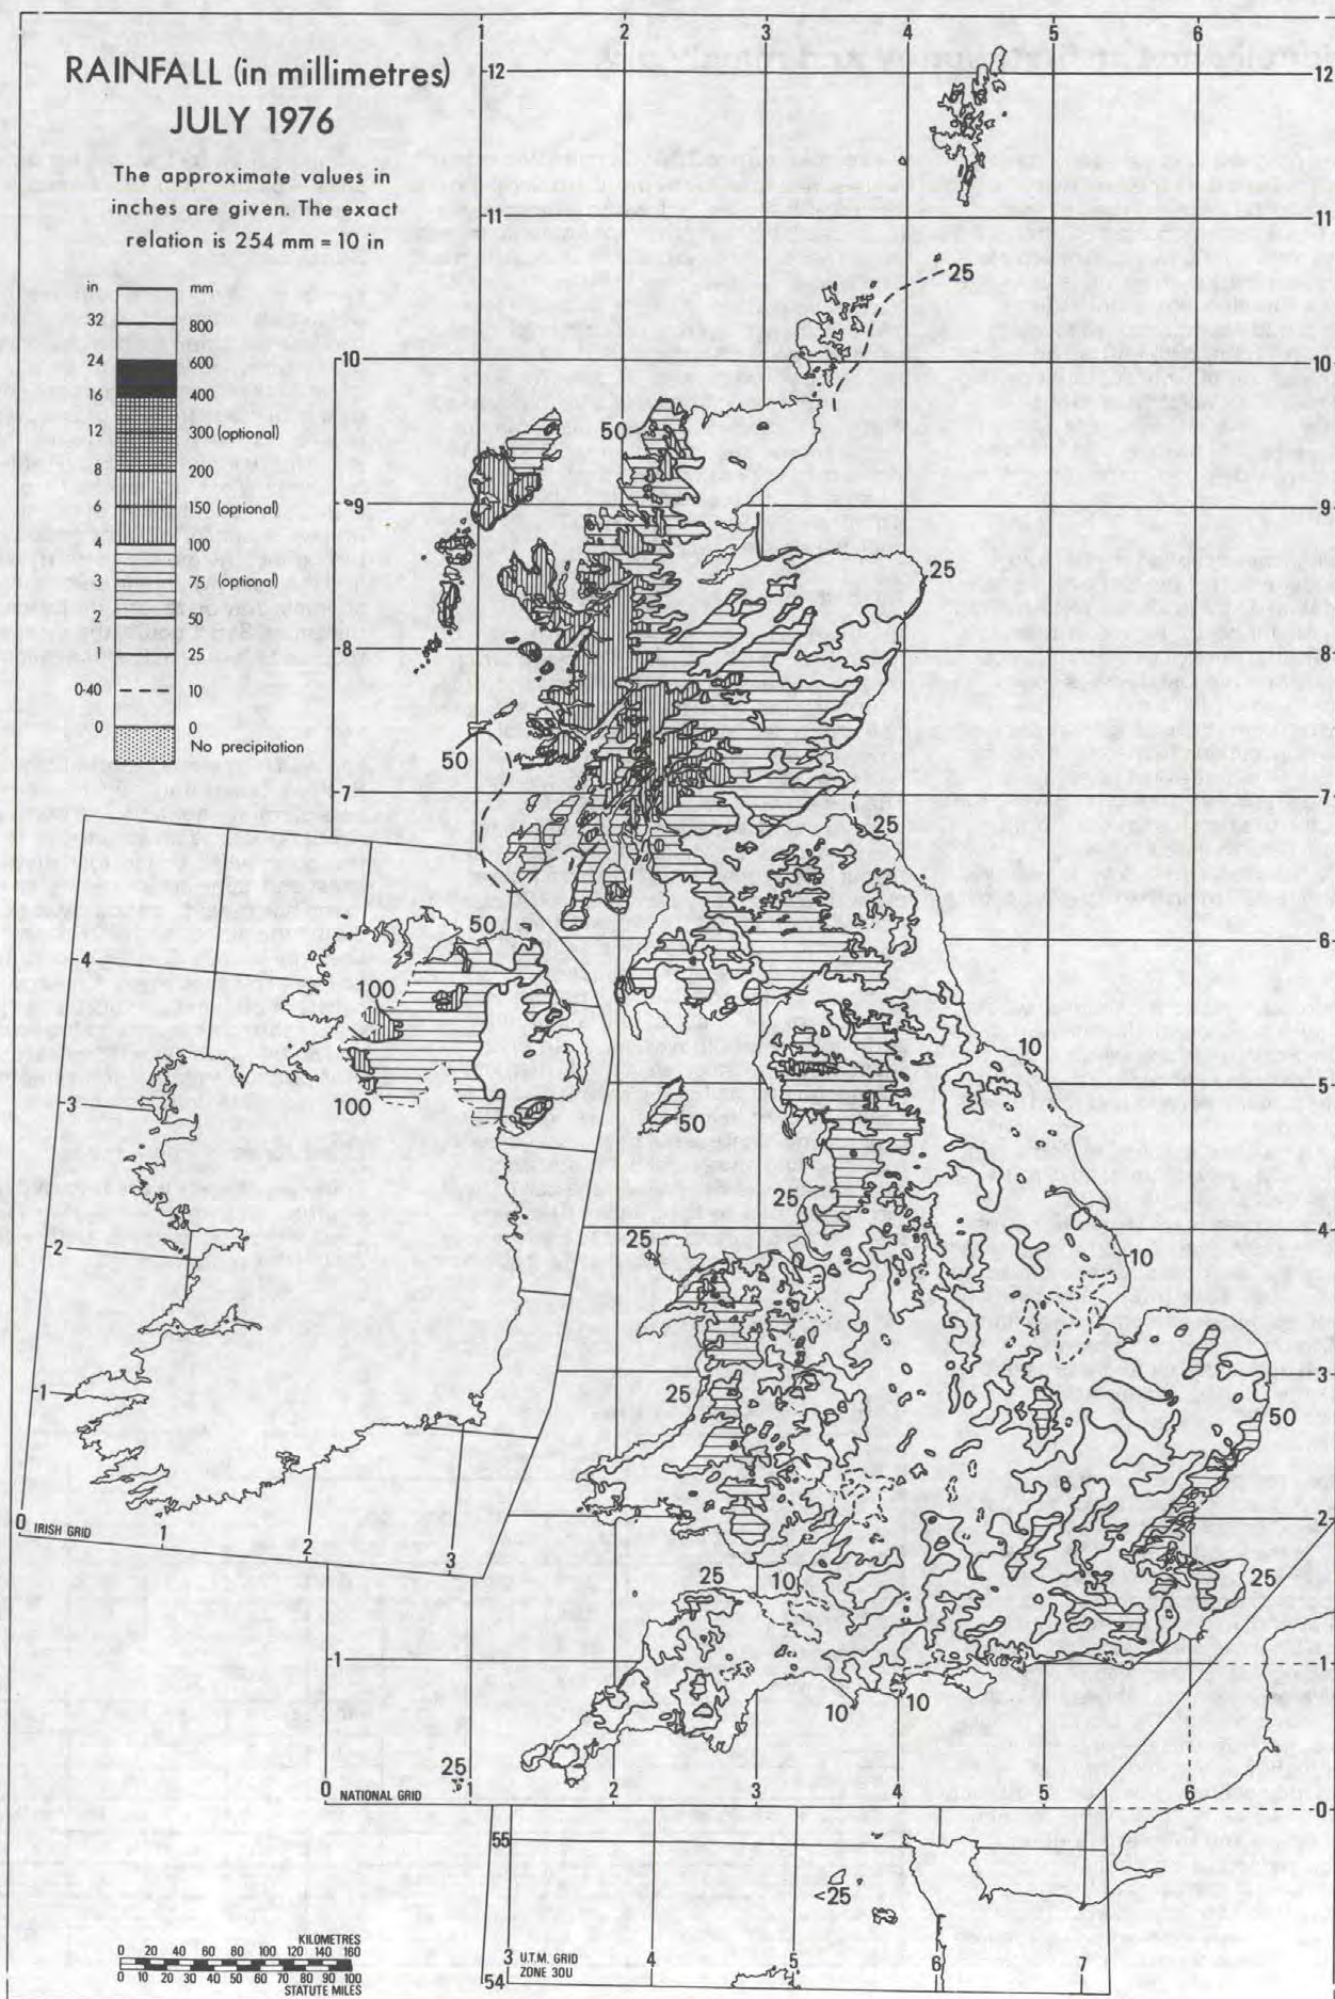 RAINFALL (in millimetres)
JULY 1976
The approximate values in
inches are given. The exact
relation is 254 mm = 10 in
in mm
32 800
24 600
16 400
12 300 (optional)
8 200
6 150 (optional)
4 100
3 75 (optional)
2 50
1 25
0·40 10
0 0
No precipitation
1 2 3 4 5 6
12 12
11 11
25
10 10
50
9 9
25
8 8
50
7 7
25
50
6 6
4
100
10
5 5
3
100
50
25
4 4
2
25
10
3 3
1
25
50
2 2
0 IRISH GRID 1 2 3
25
10
25
1 1
10 10
25
0 NATIONAL GRID 1 2 3 4 5 6
0
55
<25
KILOMETRES
0 20 40 60 80 100 120 140 160
0 10 20 30 40 50 60 70 80 90 100
STATUTE MILES
3 U.T.M. GRID 4 5 6 7
ZONE 30U
54